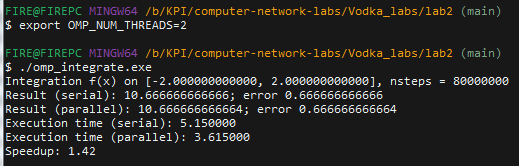 FIRE@FIREPC MINGW64 /b/KPI/computer-network-labs/Vodka_labs/lab2 (main)
$ export OMP_NUM_THREADS=2
FIRE@FIREPC MINGW64 /b/KPI/computer-network-labs/Vodka_labs/lab2 (main)
$ ./omp_integrate.exe
Integration f(x) on [-2.000000000000, 2.000000000000], nsteps = 80000000
Result (serial): 10.666666666666; error 0.666666666666
Result (parallel): 10.666666666664; error 0.666666666664
Execution time (serial): 5.150000
Execution time (parallel): 3.615000
Speedup: 1.42